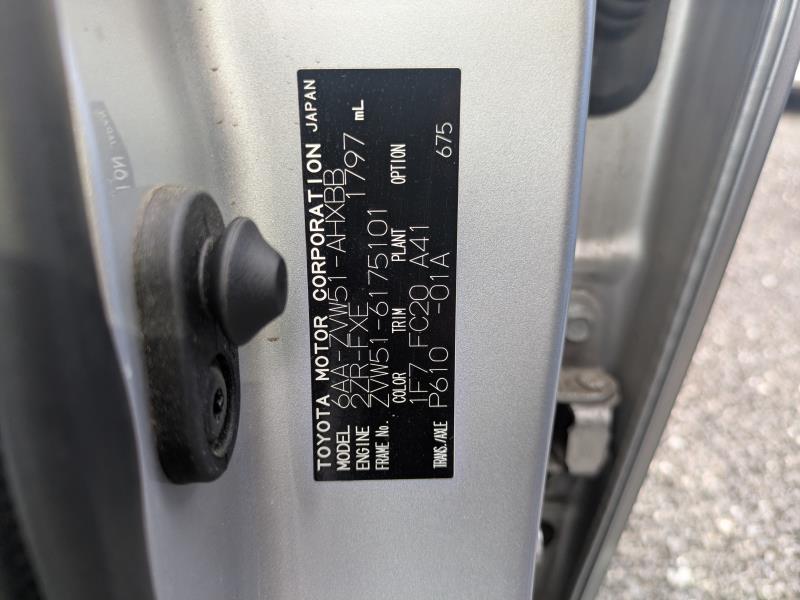 TOYOTA MOTOR CORPORATION JAPAN
MODEL 6AA-ZVW51-AHXBB
ENGINE 2ZR-FXE 1797 mL
FRAME No. ZVW51-6175101
COLOR TRIM PLANT OPTION
1F7 FC20 A41
TRANS./AXLE P610 -01A 675